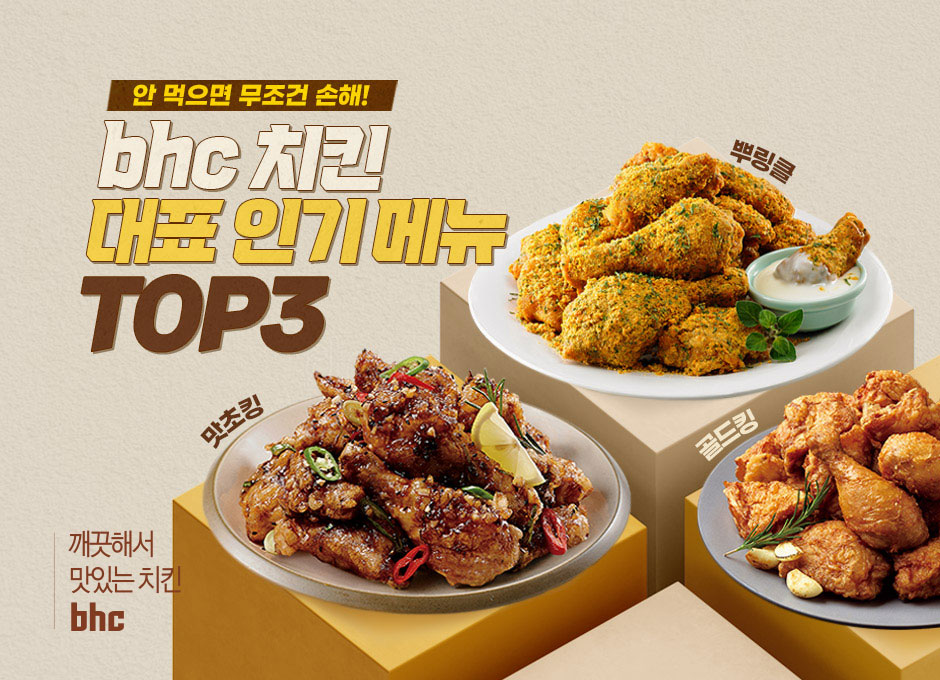 안 먹으면 무조건 손해!
bhc 치킨
대표 인기 메뉴
TOP3
뿌링클
맛초킹
골드킹
깨끗해서
맛있는 치킨
bhc